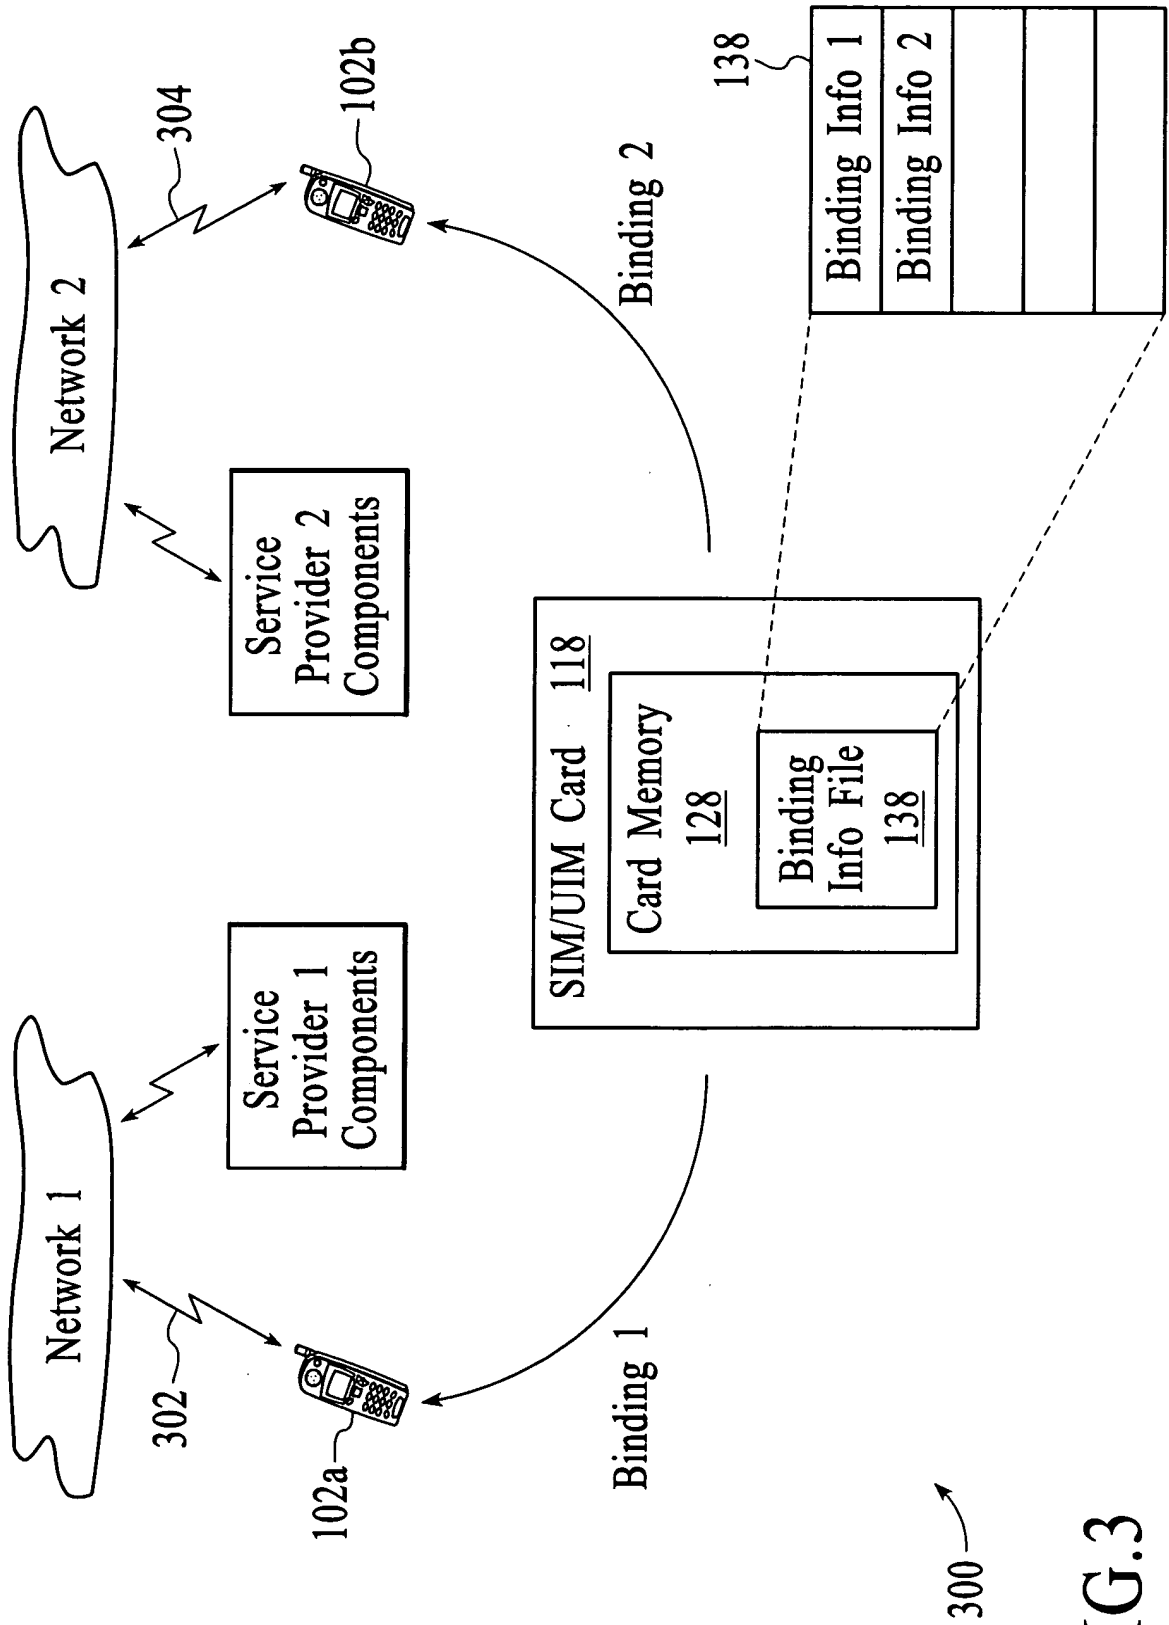 Network 1
Network 2
302
304
102a
102b
Service
Provider 1
Components
Service
Provider 2
Components
Binding 1
Binding 2
SIM/UIM Card 118
Card Memory
128
Binding
Info File
138
138
Binding Info 1
Binding Info 2
300
IG.3